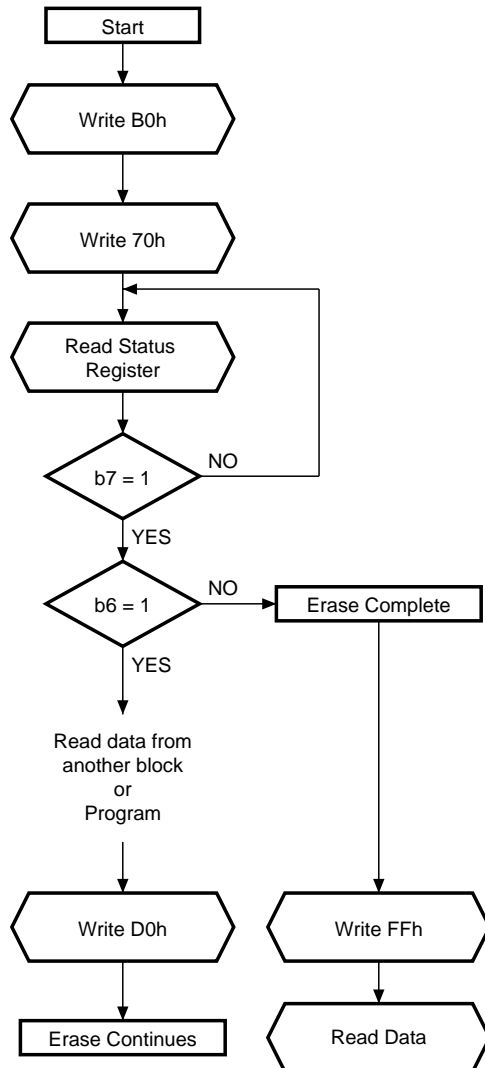 Start
Write B0h
Write 70h
Read Status
Register
b7 = 1
NO
YES
b6 = 1
NO
Erase Complete
YES
Read data from
another block
or
Program
Write D0h
Write FFh
Erase Continues
Read Data